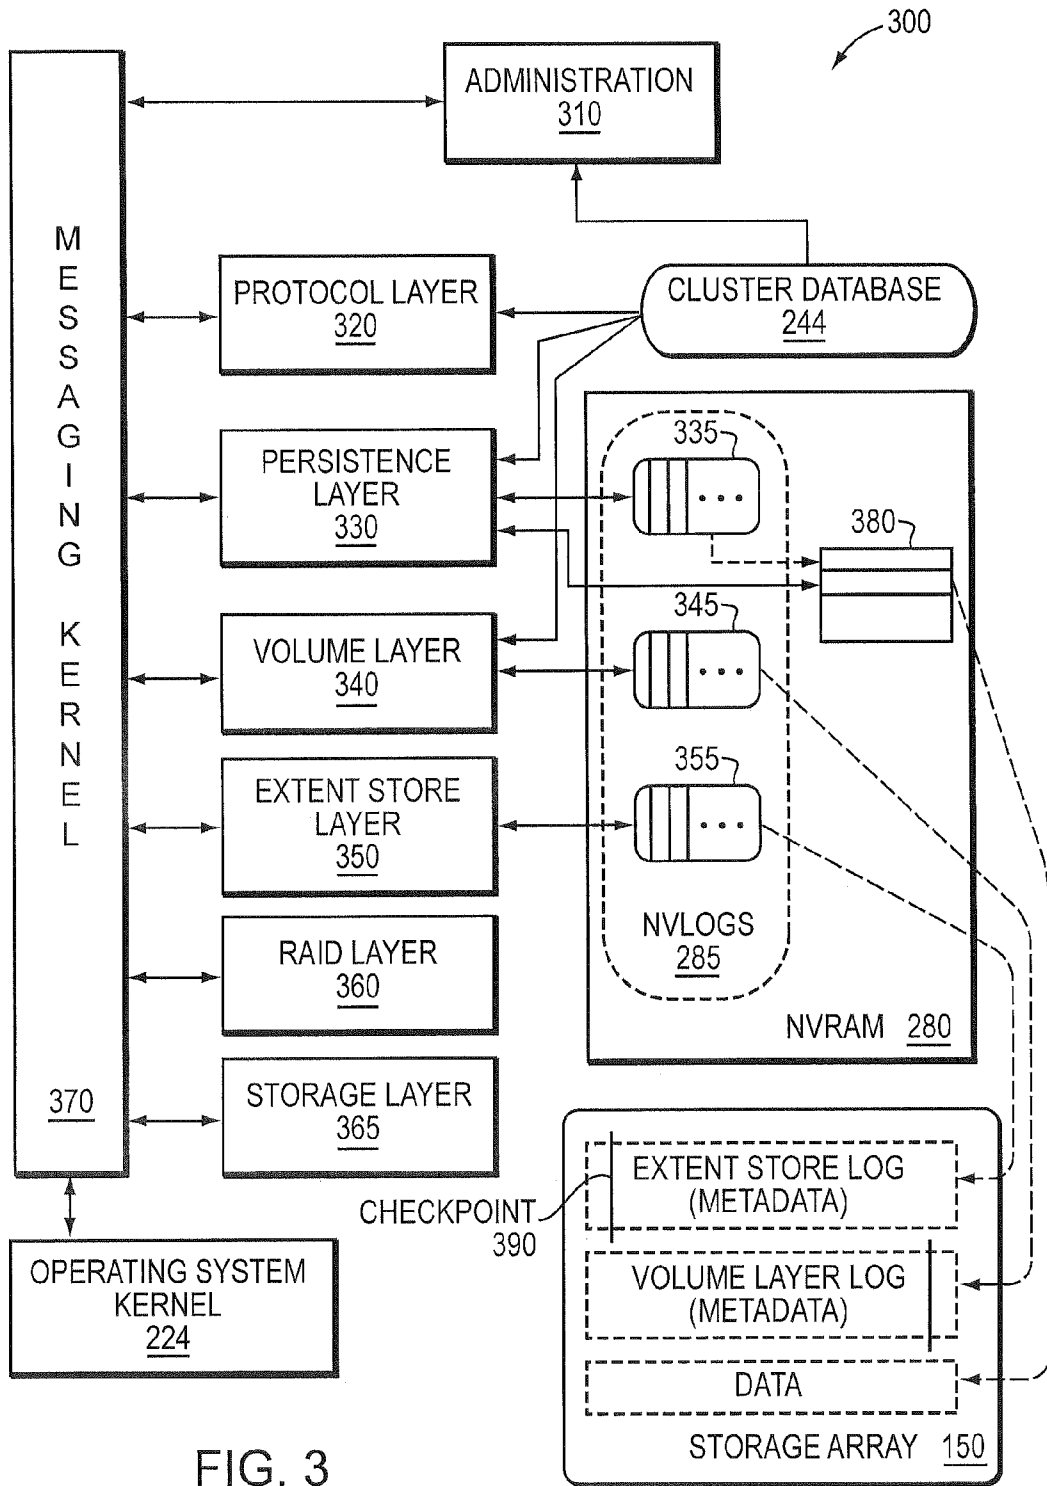 300
ADMINISTRATION
310
MESSAGING KERNEL
370
PROTOCOL LAYER
320
CLUSTER DATABASE
244
PERSISTENCE
LAYER
330
335
380
VOLUME LAYER
340
345
EXTENT STORE
LAYER
350
355
NVLOGS
285
RAID LAYER
360
NVRAM 280
STORAGE LAYER
365
EXTENT STORE LOG
(METADATA)
CHECKPOINT
390
VOLUME LAYER LOG
(METADATA)
OPERATING SYSTEM
KERNEL
224
DATA
STORAGE ARRAY 150
FIG. 3